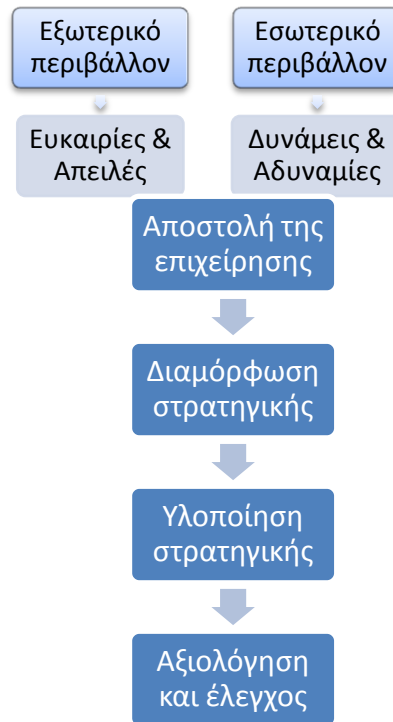 Εξωτερικό
περιβάλλον
Εσωτερικό
περιβάλλον
Ευκαιρίες &
Απειλές
Δυνάμεις &
Αδυναμίες
Αποστολή της
επιχείρησης
Διαμόρφωση
στρατηγικής
Υλοποίηση
στρατηγικής
Αξιολόγηση
και έλεγχος